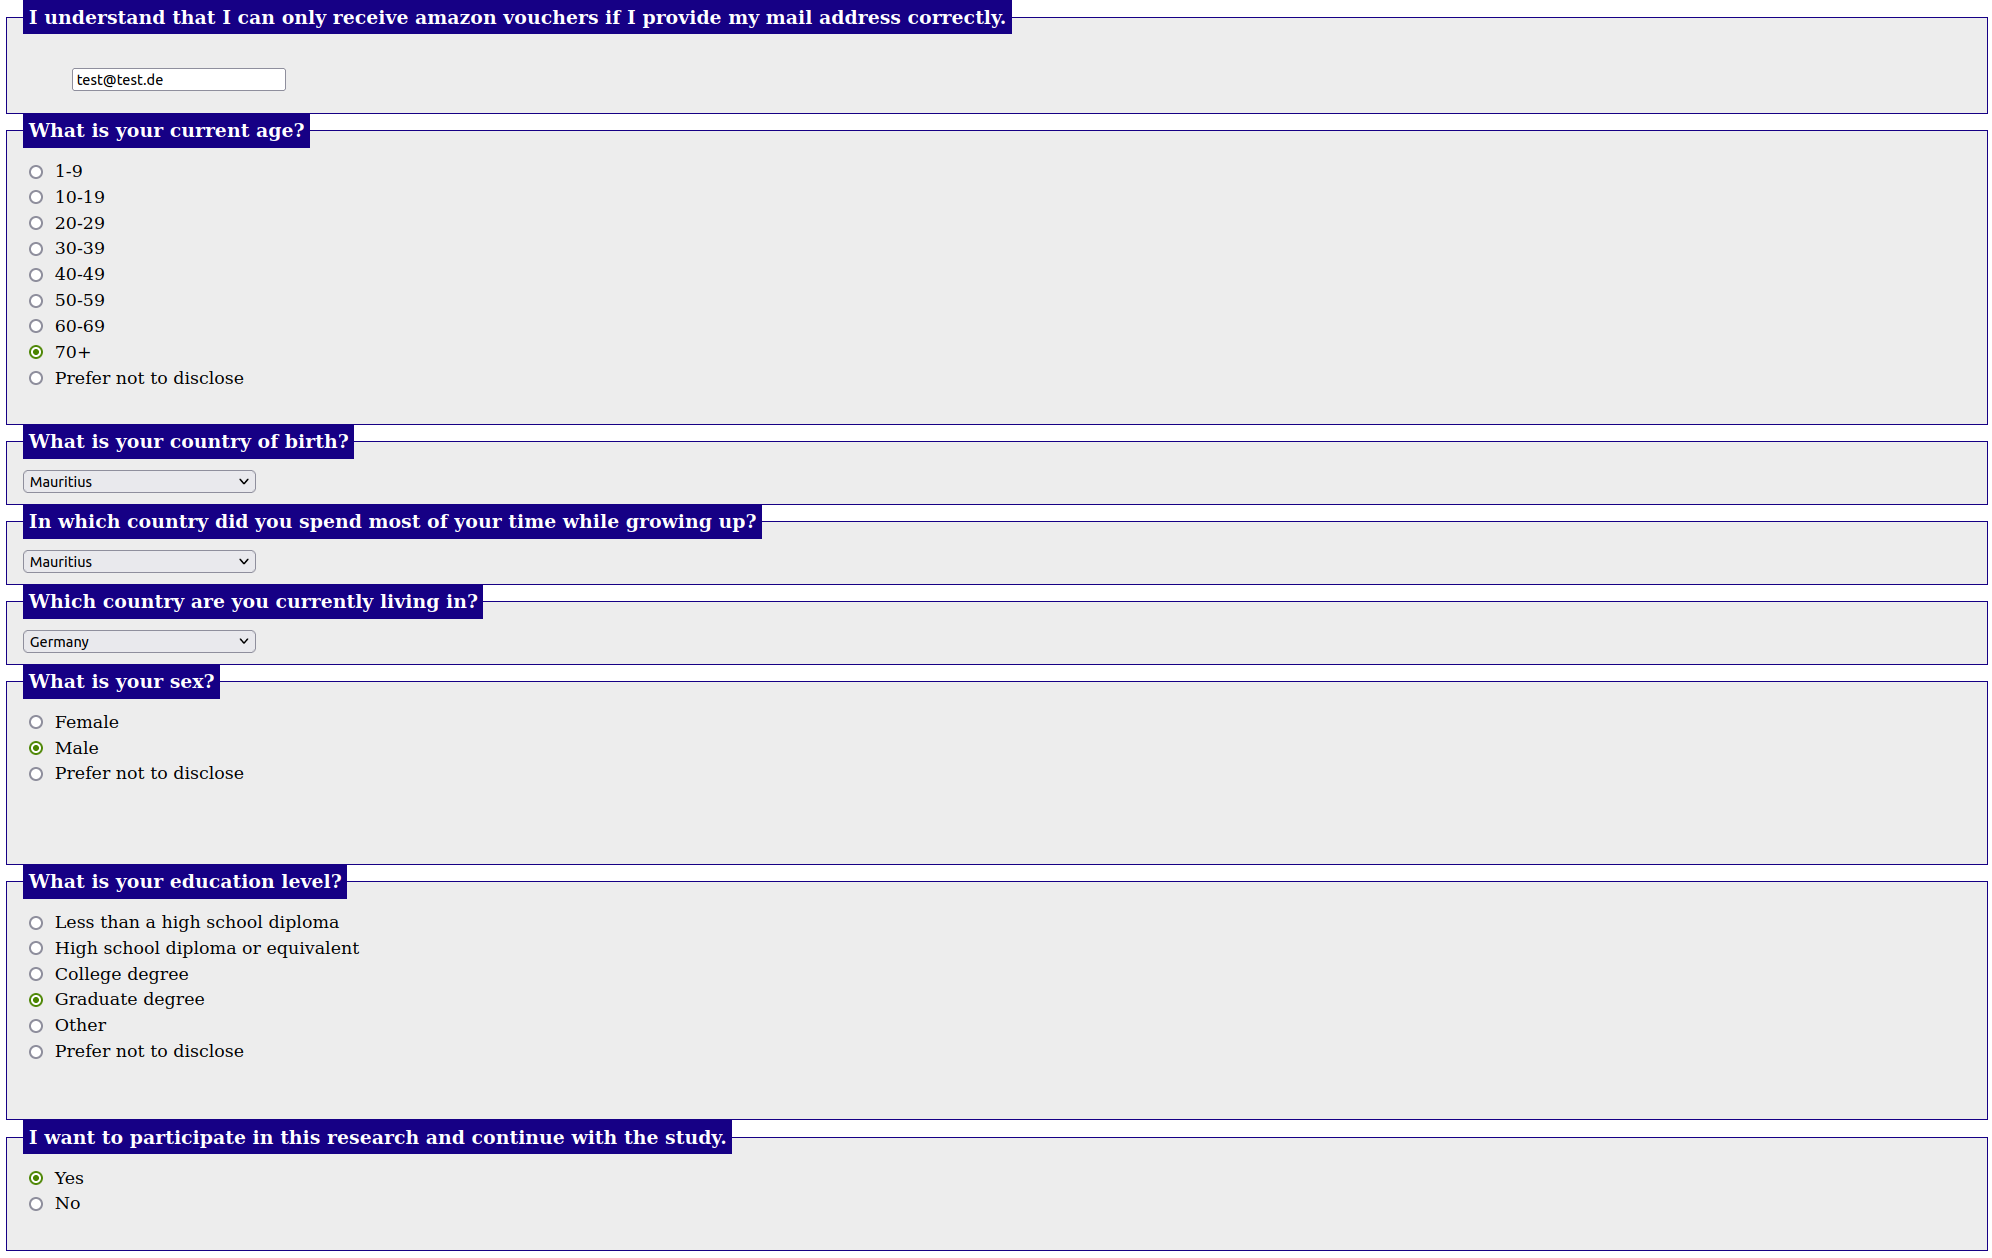 I understand that I can only receive amazon vouchers if I provide my mail address correctly.
test@test.de
What is your current age?
1-9
10-19
20-29
30-39
40-49
50-59
60-69
70+
Prefer not to disclose
What is your country of birth?
Mauritius
In which country did you spend most of your time while growing up?
Mauritius
Which country are you currently living in?
Germany
What is your sex?
Female
Male
Prefer not to disclose
What is your education level?
Less than a high school diploma
High school diploma or equivalent
College degree
Graduate degree
Other
Prefer not to disclose
I want to participate in this research and continue with the study.
Yes
No